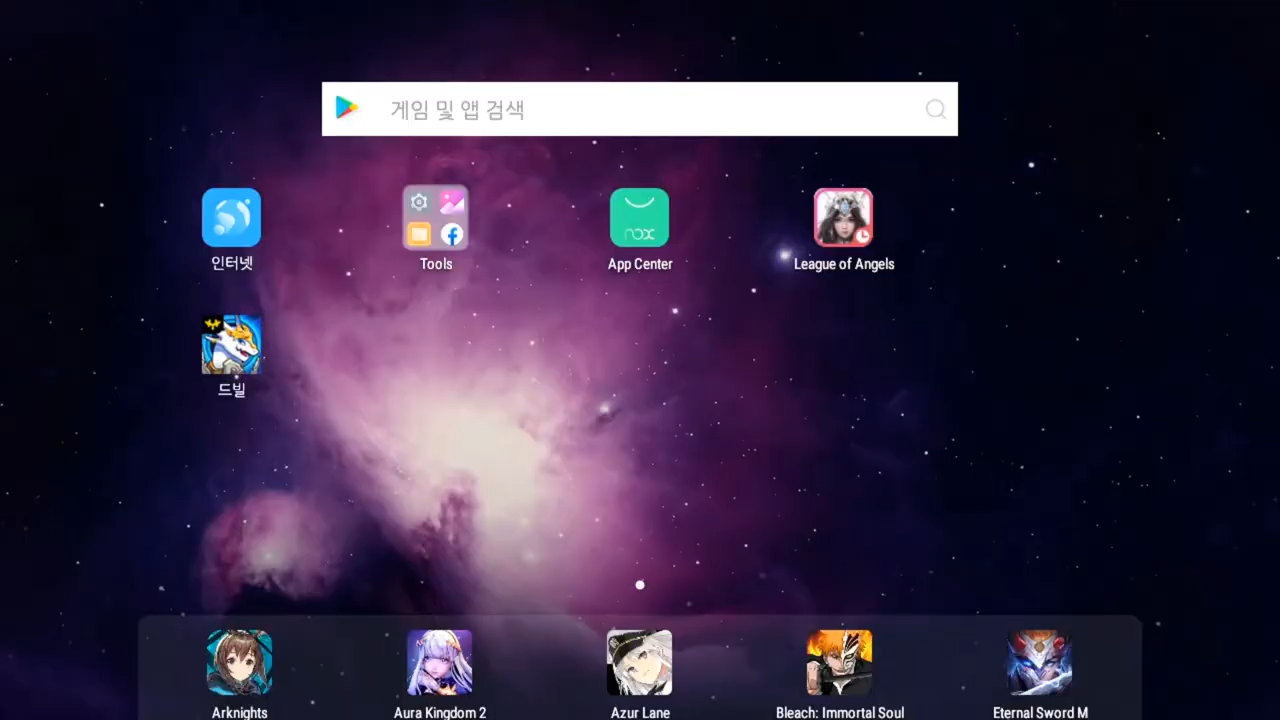 게임 및 앱 검색
인터넷
Tools
nox
App Center
League of Angels
드빌
Arknights
Aura Kingdom 2
Azur Lane
Bleach: Immortal Soul
Eternal Sword M